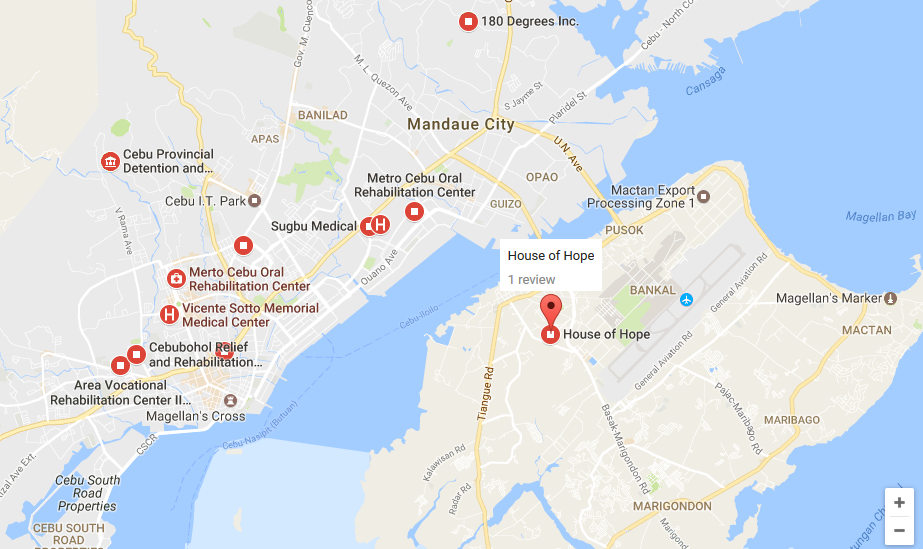 180 Degrees Inc.
Cebu - North Co
Gov. M. Cuenco
M. L. Quezon Ave
Cansaga
S Jayme St
Plaridel St
BANILAD
Mandaue City
APAS
U.N. Ave
Cebu Provincial
Detention and...
Metro Cebu Oral
Rehabilitation Center
OPAO
Mactan Export
Processing Zone 1
Cebu I.T. Park
GUIZO
V Rama Ave
Sugbu Medical
PUSOK
Magellan Bay
Ouano Ave
House of Hope
1 review
Merto Cebu Oral
Rehabilitation Center
BANKAL
General Aviation Rd
Magellan's Marker
Vicente Sotto Memorial
Medical Center
Cebu-Iloilo
House of Hope
MACTAN
Cebubohol Relief
and Rehabilitation...
General Aviation Rd
Area Vocational
Rehabilitation Center II...
Tiangue Rd
Magellan's Cross
Pajac-Maribago Rd
MARIBAGO
Cebu Nasipit (Butuan)
CSCR
Basak-Marigondon Rd
Kalawisan Rd
zal Ave Ext.
Cebu South
Road
Properties
Radar Rd
MARIGONDON
CEBU SOUTH
ROAD
PROPERTIES
Marigondon